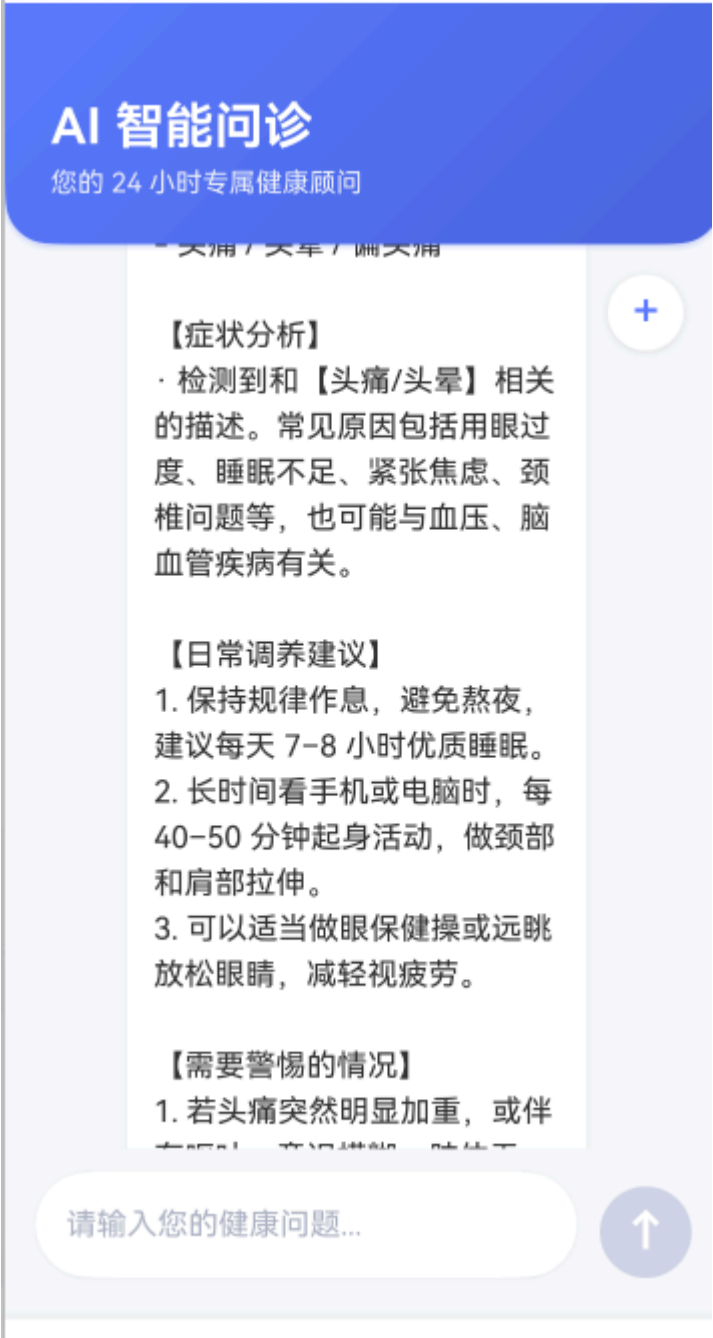 AI 智能问诊
您的 24 小时专属健康顾问
- 头痛 / 头晕 / 偏头痛
+
【症状分析】
· 检测到和【头痛/头晕】相关
的描述。常见原因包括用眼过
度、睡眠不足、紧张焦虑、颈
椎问题等，也可能与血压、脑
血管疾病有关。
【日常调养建议】
1. 保持规律作息，避免熬夜，
建议每天 7-8 小时优质睡眠。
2. 长时间看手机或电脑时，每
40-50 分钟起身活动，做颈部
和肩部拉伸。
3. 可以适当做眼保健操或远眺
放松眼睛，减轻视疲劳。
【需要警惕的情况】
1. 若头痛突然明显加重，或伴
请输入您的健康问题...